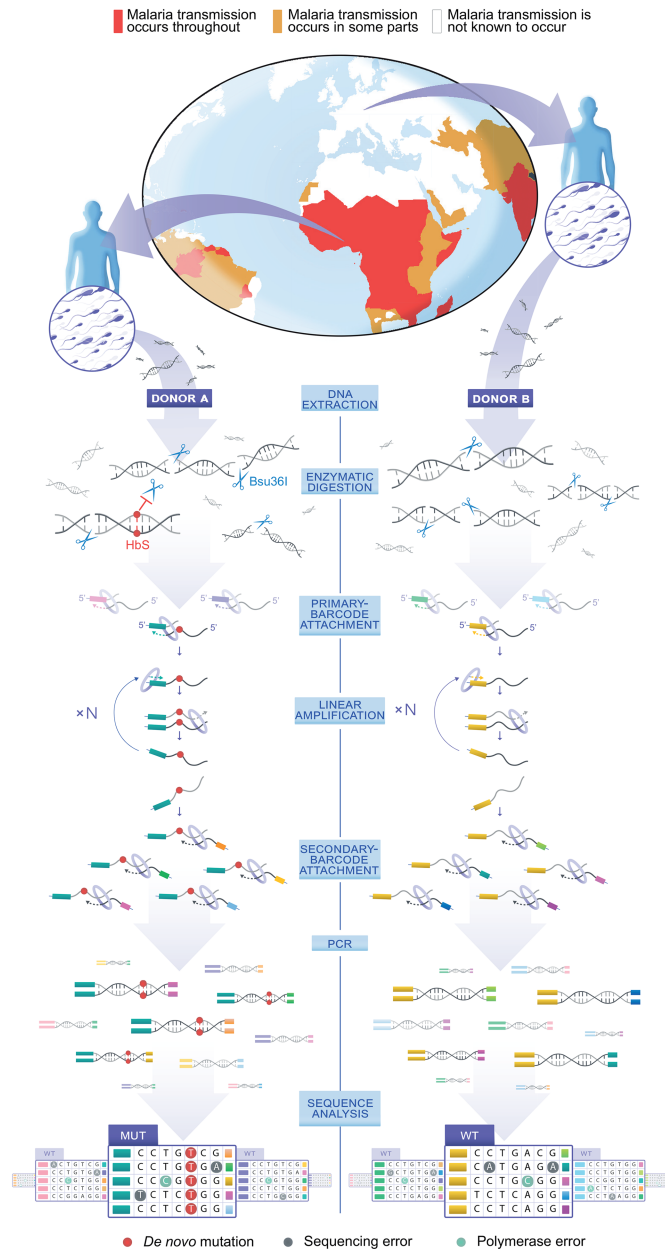 Malaria transmission
occurs throughout
Malaria transmission
occurs in some parts
Malaria transmission is
not known to occur
DONOR A
DNA
EXTRACTION
DONOR B
ENZYMATIC
DIGESTION
Bsu36I
HbS
5' 5' 5'
PRIMARY-
BARCODE
ATTACHMENT
5' 5' 5'
5' 5'
5' 5'
×N
LINEAR
AMPLIFICATION
×N
SECONDARY-
BARCODE
ATTACHMENT
PCR
SEQUENCE
ANALYSIS
WT
A C T G T C G
C C T G T G A
C C G T G G
C C T C T G G
C C G A G G
MUT
C C T G T C G
C C T G T G A
C C G C T G G
T C T C T G G
C C T C T G G
WT
C C T G T G G
C C T G T G A
C C G T G G
C C T G T G G
C C T G G G
WT
C C T G T G G
C A T G A G A
C C G T G G
C C T C A G G
C C T C A G G
WT
C C T G A C G
C A T G A G A
C C T G C G G
T C T C A G G
C C T C A G G
WT
C C T G T G G
C C T G T G G
C C T G T G G
A C T C T G G
C C T A A G G
De novo mutation
Sequencing error
Polymerase error